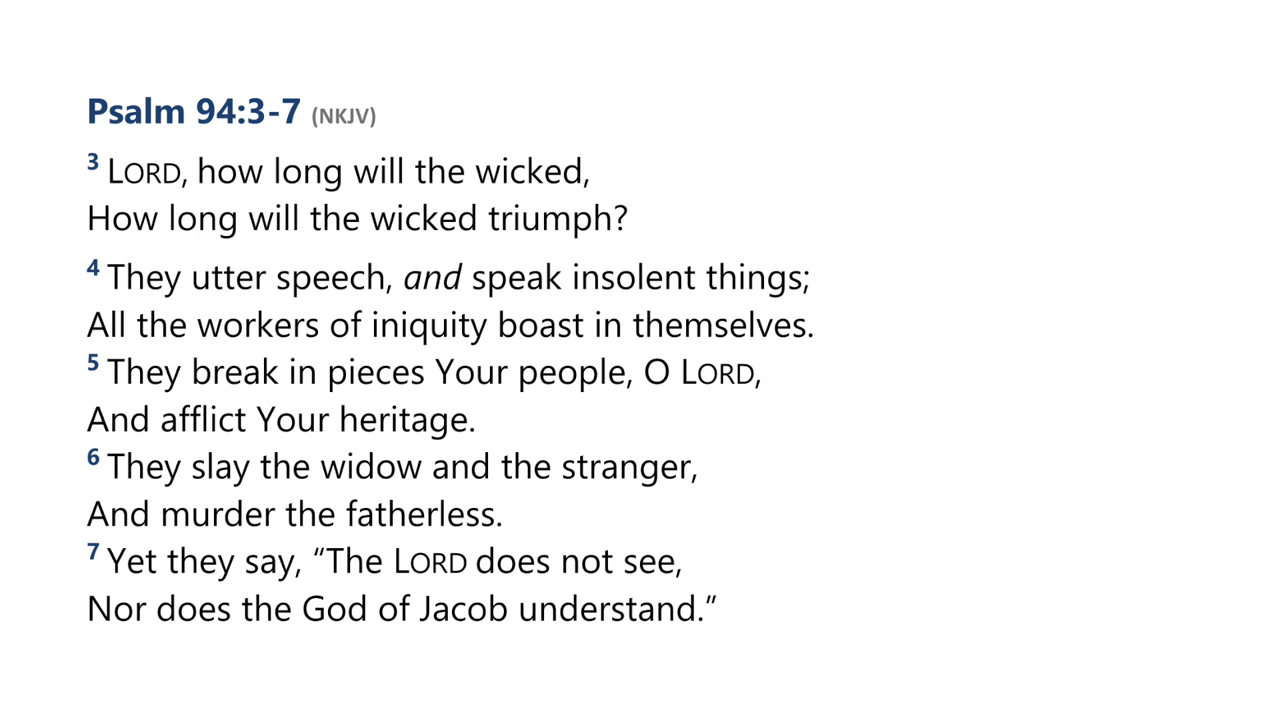 Psalm 94:3-7 (NKJV)
3 LORD, how long will the wicked,
How long will the wicked triumph?
4 They utter speech, and speak insolent things;
All the workers of iniquity boast in themselves.
5 They break in pieces Your people, O LORD,
And afflict Your heritage.
6 They slay the widow and the stranger,
And murder the fatherless.
7 Yet they say, “The LORD does not see,
Nor does the God of Jacob understand.”